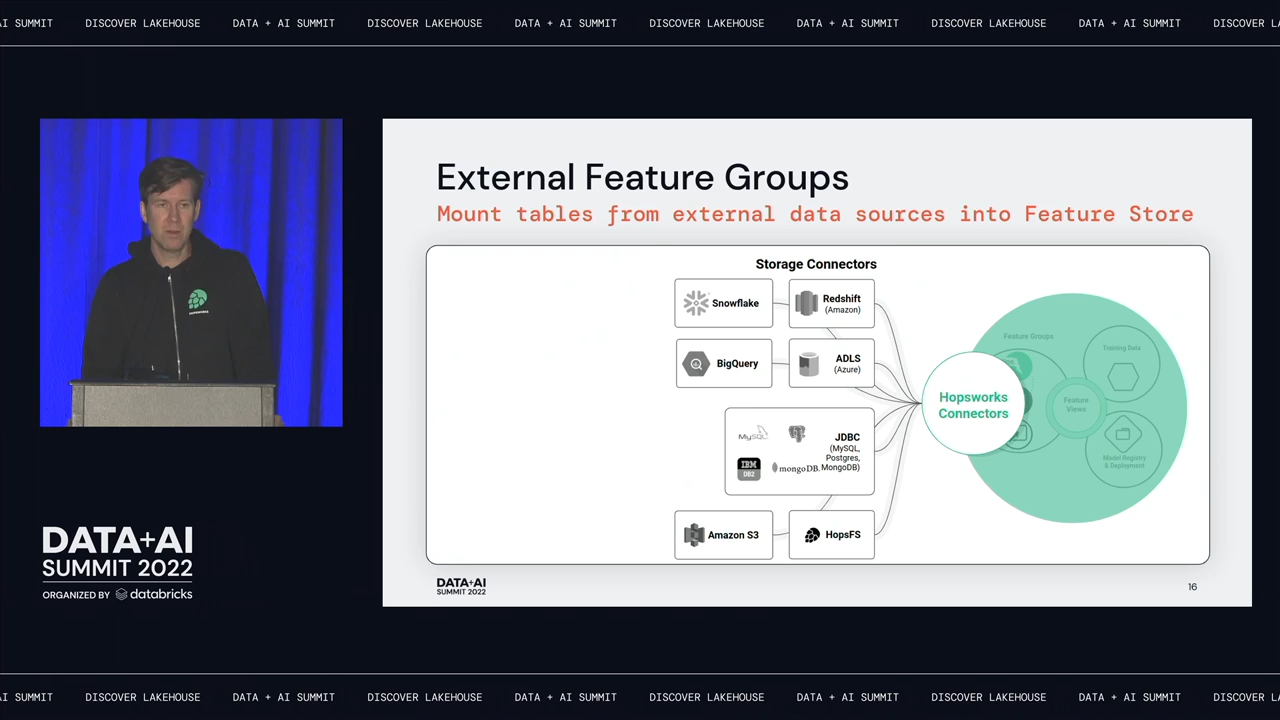 AI SUMMIT DISCOVER LAKEHOUSE DATA + AI SUMMIT DISCOVER LAKEHOUSE DATA + AI SUMMIT DISCOVER LAKEHOUSE DATA + AI SUMMIT DISCOVER LAKEHOUSE DATA + AI SUMMIT DISCOVER
External Feature Groups
Mount tables from external data sources into Feature Store
Storage Connectors
Snowflake
Redshift
(Amazon)
BigQuery
ADLS
(Azure)
MySQL
IBM
DB2
mongoDB.
JDBC
(MySQL,
Postgres,
MongoDB)
Amazon S3
HopsFS
Hopsworks
Connectors
Feature Groups
Training Data
Feature
Views
Model Registry
& Deployment
DATA+AI
SUMMIT 2022
16
HOPSWORKS
DATA+AI
SUMMIT 2022
ORGANIZED BY databricks
AI SUMMIT DISCOVER LAKEHOUSE DATA + AI SUMMIT DISCOVER LAKEHOUSE DATA + AI SUMMIT DISCOVER LAKEHOUSE DATA + AI SUMMIT DISCOVER LAKEHOUSE DATA + AI SUMMIT DISCOVER